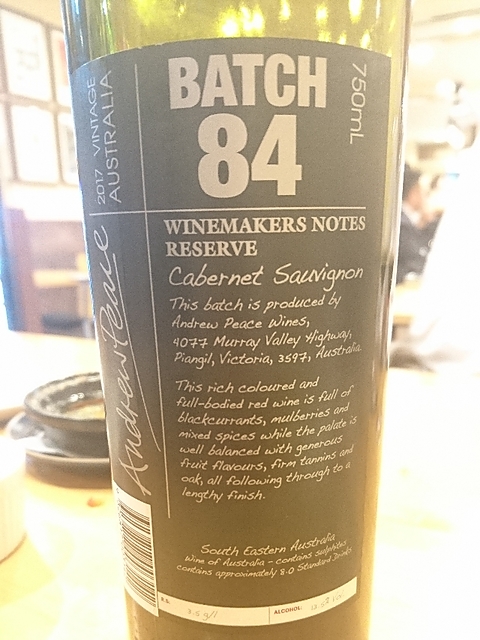 BATCH
84
750mL
2017 VINTAGE
AUSTRALIA
Andrew Peace
WINEMAKERS NOTES
RESERVE
Cabernet Sauvignon
This batch is produced by
Andrew Peace Wines,
4077 Murray Valley Highway,
Piangil, Victoria, 3597, Australia.
This rich coloured and
full-bodied red wine is full of
blackcurrants, mulberries and
mixed spices while the palate is
well balanced with generous
fruit flavours, firm tannins and
oak, all following through to a
lengthy finish.
South Eastern Australia
Wine of Australia - contains sulphites
contains approximately 8.0 Standard Drinks
R.S: 3.5 g/l
ALCOHOL: